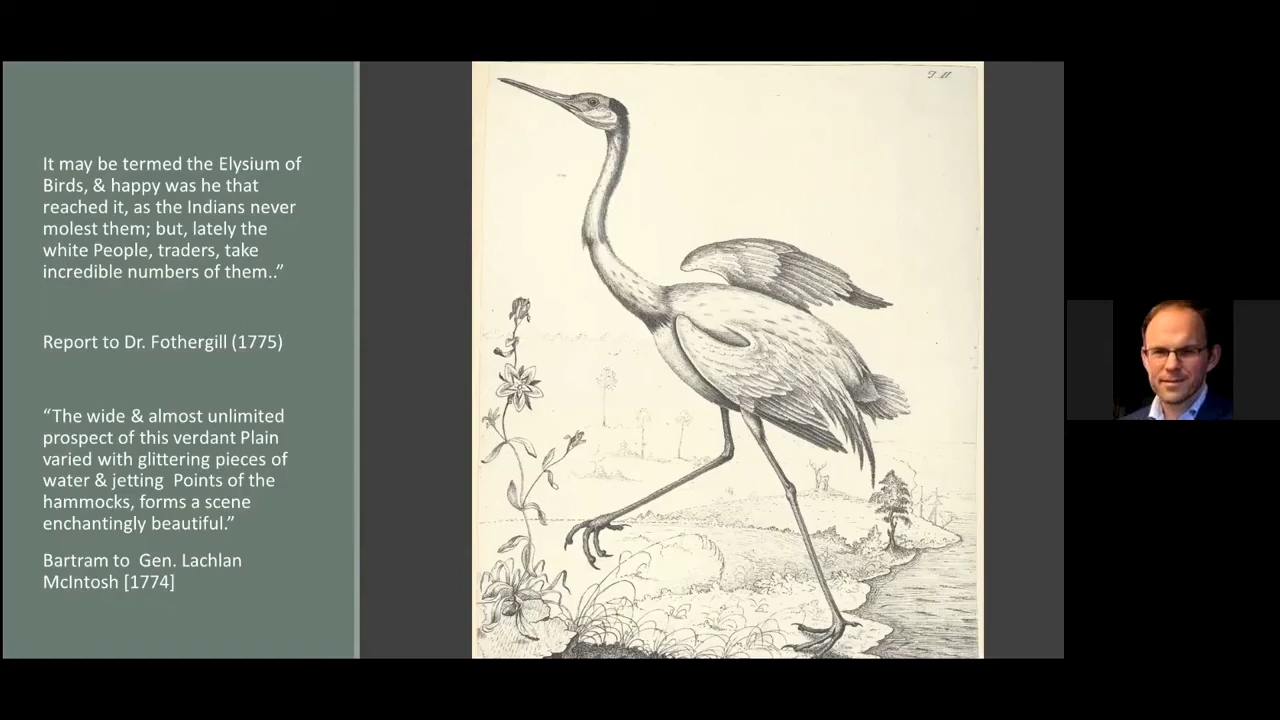 It may be termed the Elysium of
Birds, & happy was he that
reached it, as the Indians never
molest them; but, lately the
white People, traders, take
incredible numbers of them..”
Report to Dr. Fothergill (1775)
“The wide & almost unlimited
prospect of this verdant Plain
varied with glittering pieces of
water & jetting  Points of the
hammocks, forms a scene
enchantingly beautiful.”
Bartram to  Gen. Lachlan
McIntosh [1774]